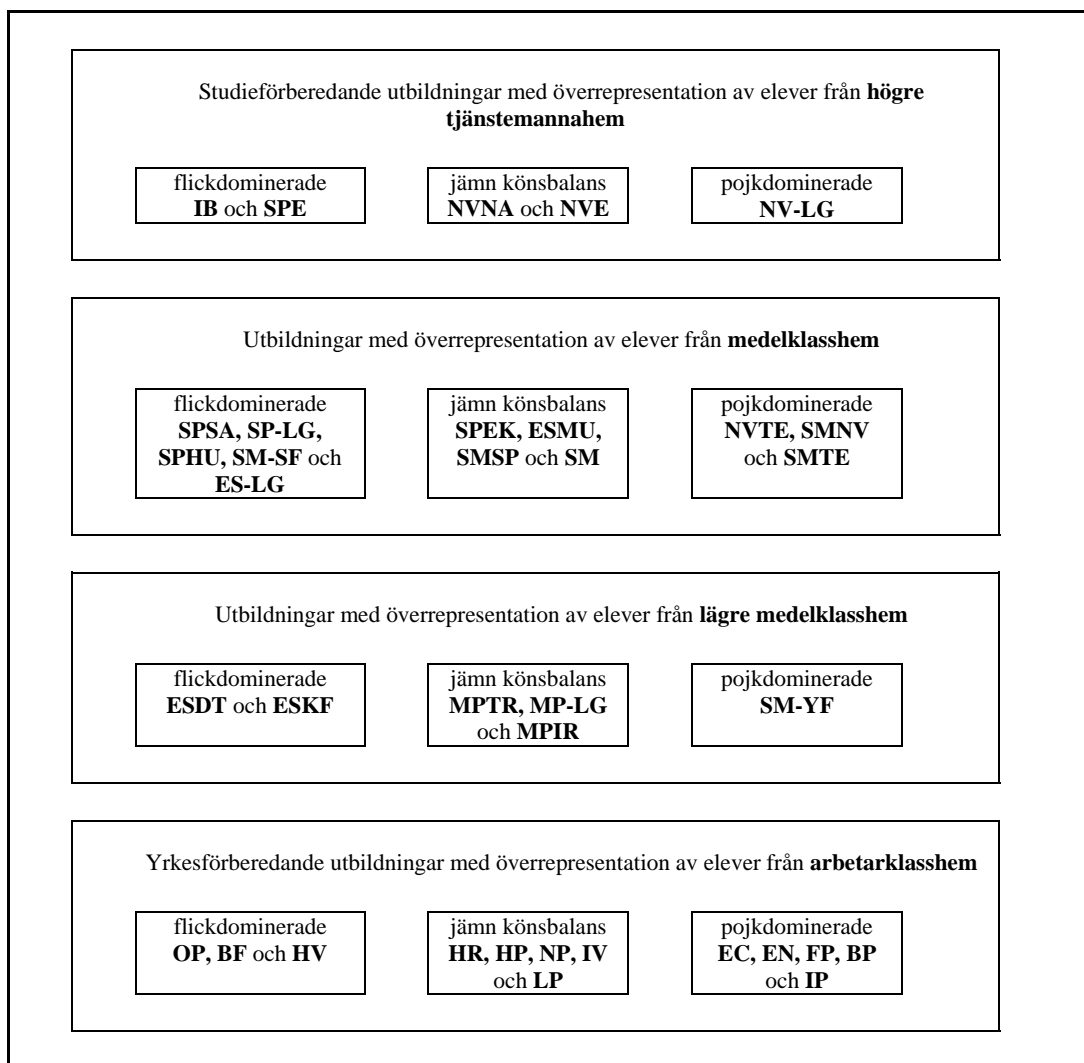 Studieförberedande utbildningar med överrepresentation av elever från högre
tjänstemannahem
flickdominerade
IB och SPE
jämn könsbalans
NVNA och NVE
pojkdominerade
NV-LG
Utbildningar med överrepresentation av elever från medelklasshem
flickdominerade
SPSA, SP-LG,
SPHU, SM-SF och
ES-LG
jämn könsbalans
SPEK, ESMU,
SMSP och SM
pojkdominerade
NVTE, SMNV
och SMTE
Utbildningar med överrepresentation av elever från lägre medelklasshem
flickdominerade
ESDT och ESKF
jämn könsbalans
MPTR, MP-LG
och MPIR
pojkdominerade
SM-YF
Yrkesförberedande utbildningar med överrepresentation av elever från arbetarklasshem
flickdominerade
OP, BF och HV
jämn könsbalans
HR, HP, NP, IV
och LP
pojkdominerade
EC, EN, FP, BP
och IP